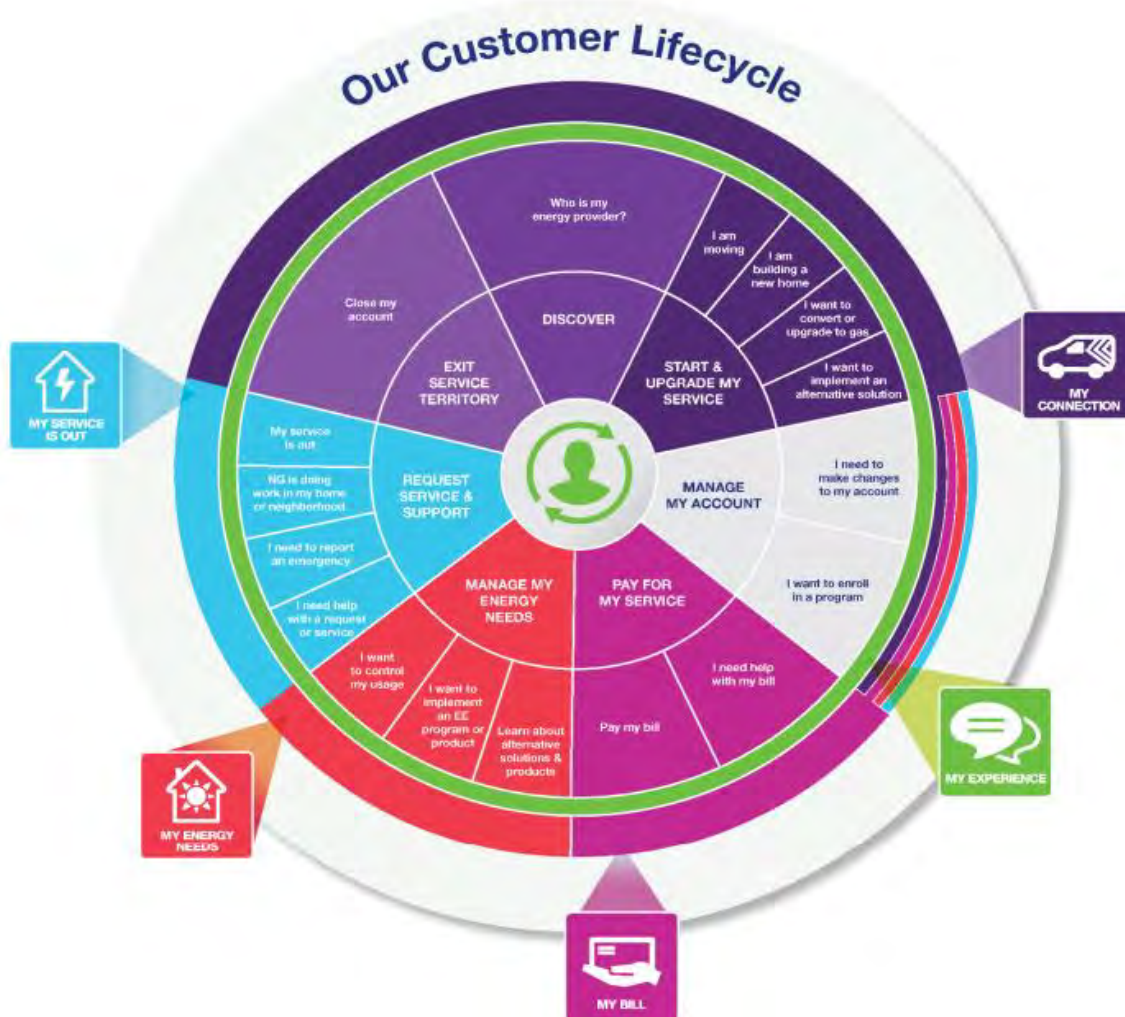 Our Customer Lifecycle
Who is my
energy provider?
DISCOVER
I am
moving
I am
building a
new home
I want to
convert or
upgrade to gas
I want to
implement an
alternative solution
START &
UPGRADE MY
SERVICE
MY
CONNECTION
I need to
make changes
to my account
I want to enroll
in a program
MANAGE
MY ACCOUNT
MY EXPERIENCE
PAY FOR
MY SERVICE
I need help
with my bill
Pay my bill
MY BILL
MANAGE MY
ENERGY
NEEDS
Learn about
alternative
solutions &
products
I want to
implement
an EE
program or
product
I want
to control
my usage
MY ENERGY
NEEDS
REQUEST
SERVICE &
SUPPORT
I need help
with a request
or service
I need to report
an emergency
NG is doing
work in my home
or neighborhood
My service
is out
MY SERVICE
IS OUT
EXIT
SERVICE
TERRITORY
Close my
account